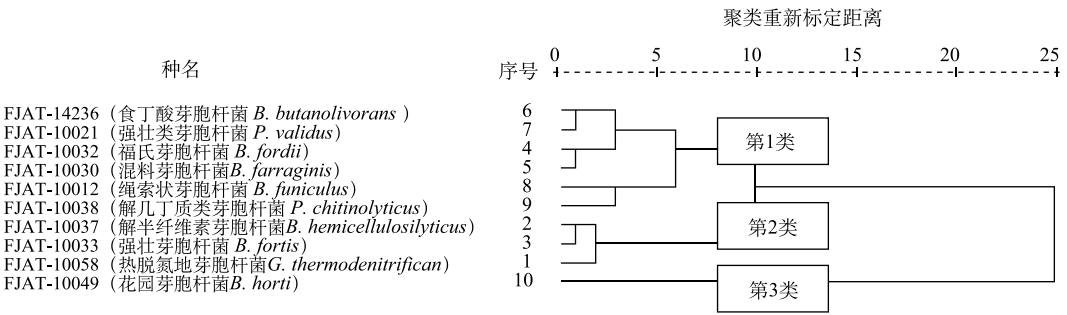 聚类重新标定距离
种名 序号 0 5 10 15 20 25
FJAT-14236（食丁酸芽胞杆菌 B. butanolivorans ） 6
FJAT-10021（强壮类芽胞杆菌 P. validus） 7
FJAT-10032（福氏芽胞杆菌 B. fordii） 4
FJAT-10030（混料芽胞杆菌B. farraginis） 5
FJAT-10012（绳索状芽胞杆菌 B. funiculus） 8
FJAT-10038（解几丁质类芽胞杆菌 P. chitinolyticus） 9
FJAT-10037（解半纤维素芽胞杆菌B. hemicellulosilyticus） 2
FJAT-10033（强壮芽胞杆菌 B. fortis） 3
FJAT-10058（热脱氮地芽胞杆菌G. thermodenitrifican） 1
FJAT-10049（花园芽胞杆菌B. horti） 10
第1类
第2类
第3类